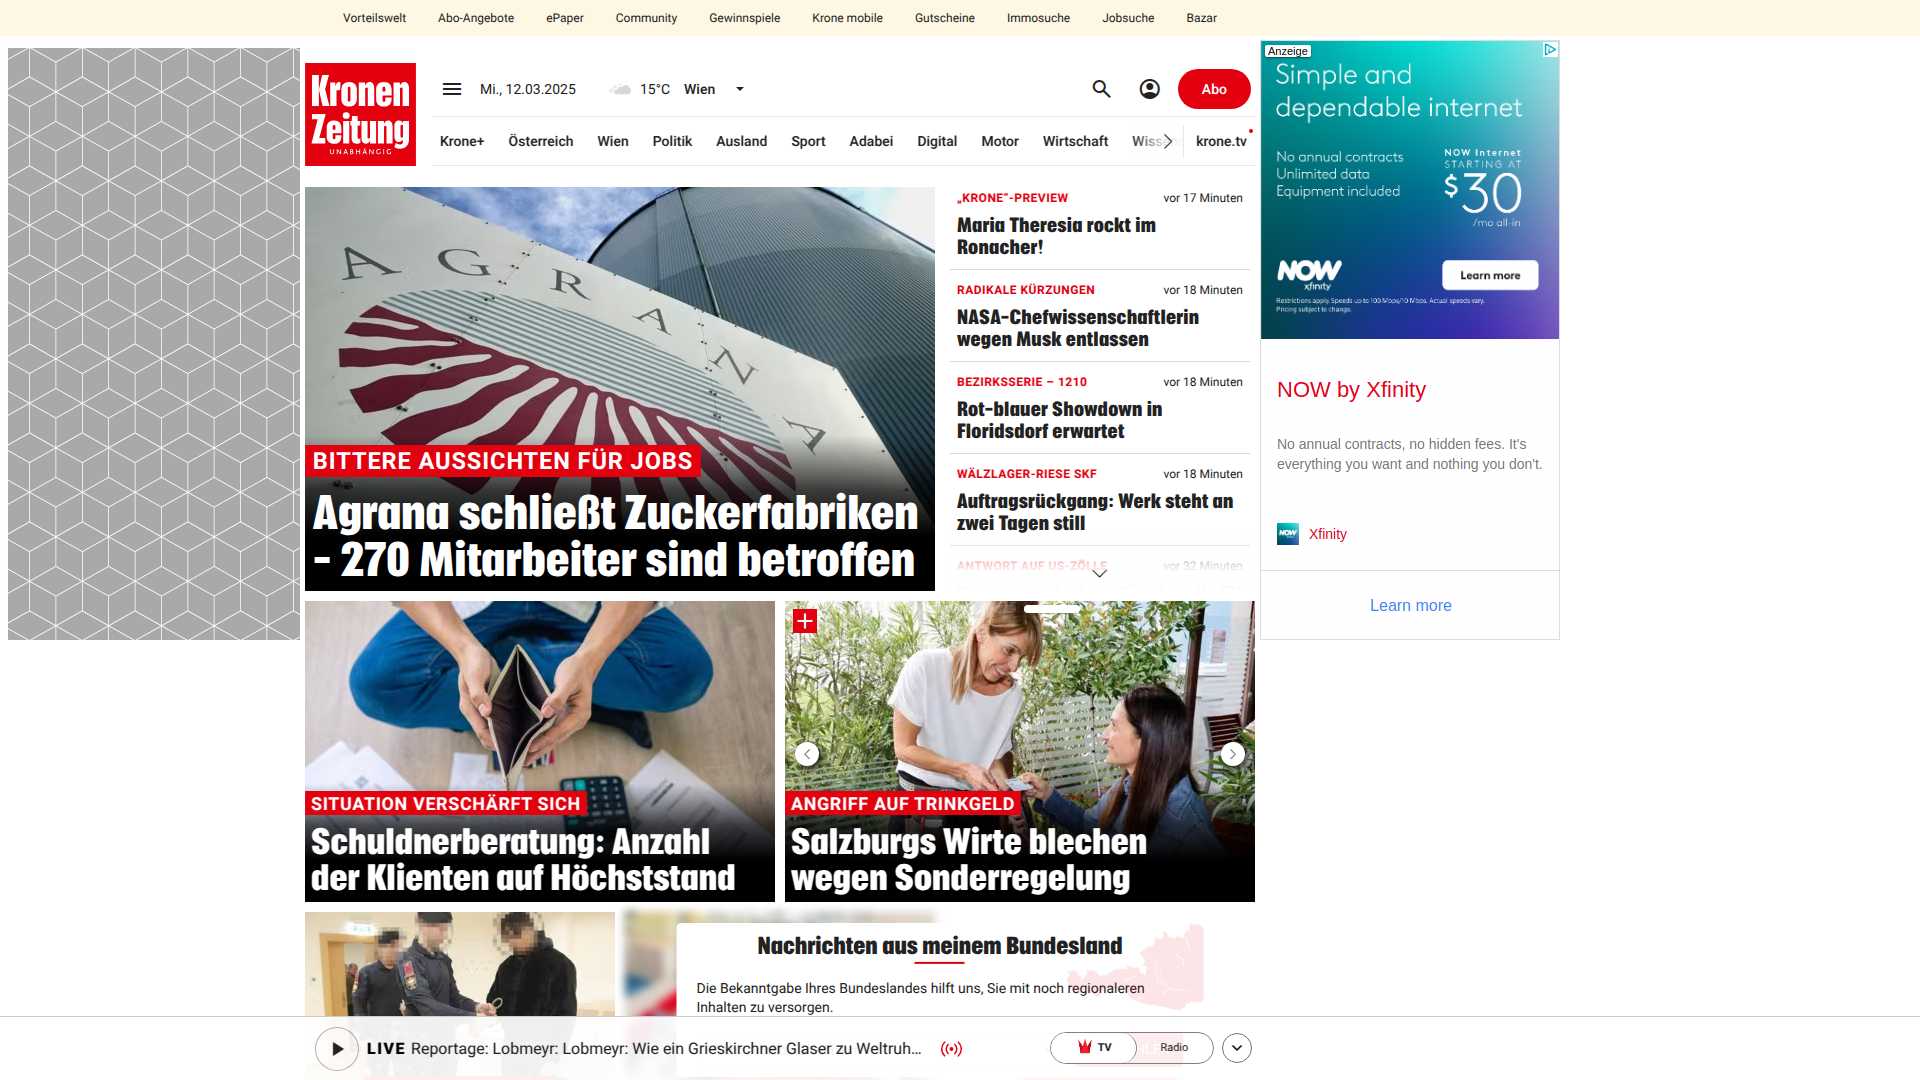 Vorteilswelt Abo-Angebote ePaper Community Gewinnspiele Krone mobile Gutscheine Immosuche Jobsuche Bazar
Kronen
Zeitung
UNABHÄNGIG
Mi., 12.03.2025 15°C Wien
Abo
Krone+ Österreich Wien Politik Ausland Sport Adabei Digital Motor Wirtschaft krone.tv
AGRANA
BITTERE AUSSICHTEN FÜR JOBS
Agrana schließt Zuckerfabriken
– 270 Mitarbeiter sind betroffen
„KRONE“-PREVIEW vor 17 Minuten
Maria Theresia rockt im
Ronacher!
RADIKALE KÜRZUNGEN vor 18 Minuten
NASA-Chefwissenschaftlerin
wegen Musk entlassen
BEZIRKSSERIE – 1210 vor 18 Minuten
Rot-blauer Showdown in
Floridsdorf erwartet
WÄLZLAGER-RIESE SKF vor 18 Minuten
Auftragsrückgang: Werk steht an
zwei Tagen still
ANTWORT AUF US-ZÖLLE vor 32 Minuten
Anzeige
Simple and
dependable internet
No annual contracts
Unlimited data
Equipment included
NOW Internet
STARTING AT
$30
/mo all-in
NOW
xfinity
Learn more
Restrictions apply. Speeds up to 100 Mbps/10 Mbps. Actual speeds vary.
Pricing subject to change.
NOW by Xfinity
No annual contracts, no hidden fees. It's
everything you want and nothing you don't.
NOW
Xfinity
Learn more
SITUATION VERSCHÄRFT SICH
Schuldnerberatung: Anzahl
der Klienten auf Höchststand
ANGRIFF AUF TRINKGELD
Salzburgs Wirte blechen
wegen Sonderregelung
Nachrichten aus meinem Bundesland
Die Bekanntgabe Ihres Bundeslandes hilft uns, Sie mit noch regionaleren
Inhalten zu versorgen.
LIVE Reportage: Lobmeyr: Lobmeyr: Wie ein Grieskirchner Glaser zu Weltruh...
TV Radio